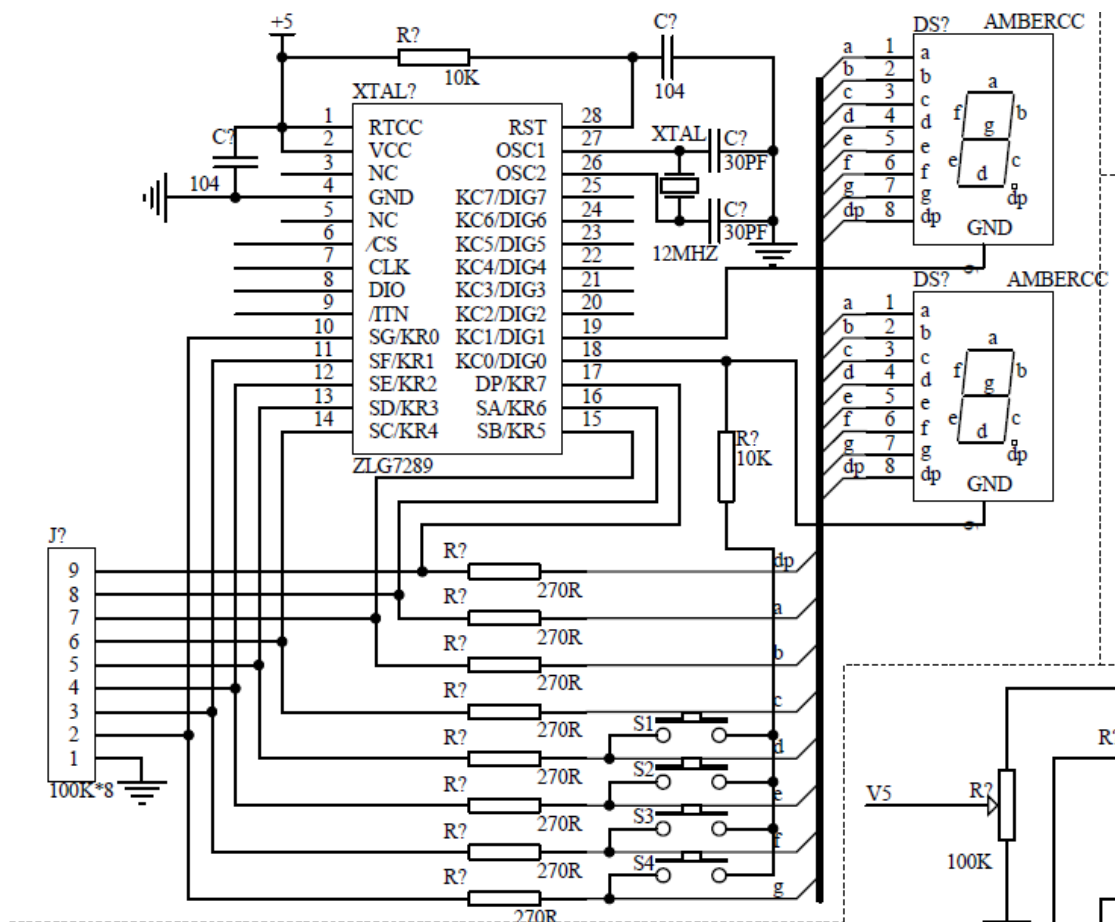 +5
R?
10K
C?
104
XTAL?
C?
104
1 RTCC
2 VCC
3 NC
4 GND
5 NC
6 /CS
7 CLK
8 DIO
9 /ITN
10 SG/KR0
11 SF/KR1
12 SE/KR2
13 SD/KR3
14 SC/KR4
RST 28
OSC1 27
OSC2 26
KC7/DIG7 25
KC6/DIG6 24
KC5/DIG5 23
KC4/DIG4 22
KC3/DIG3 21
KC2/DIG2 20
KC1/DIG1 19
KC0/DIG0 18
DP/KR7 17
SA/KR6 16
SB/KR5 15
ZLG7289
XTAL
C?
30PF
C?
30PF
12MHZ
DS? AMBERCC
a 1 a
b 2 b
c 3 c
d 4 d
e 5 e
f 6 f
g 7 g
dp 8 dp
a
f b
g
e c
d
dp
GND
9
DS? AMBERCC
a 1 a
b 2 b
c 3 c
d 4 d
e 5 e
f 6 f
g 7 g
dp 8 dp
a
f b
g
e c
d
dp
GND
9
R?
10K
J?
9
8
7
6
5
4
3
2
1
100K*8
R? dp
270R
R? a
270R
R? b
270R
R? c
270R
S1
R? d
270R
S2
R? e
270R
S3
R? f
270R
S4
R? g
270R
V5
R?
100K
R?